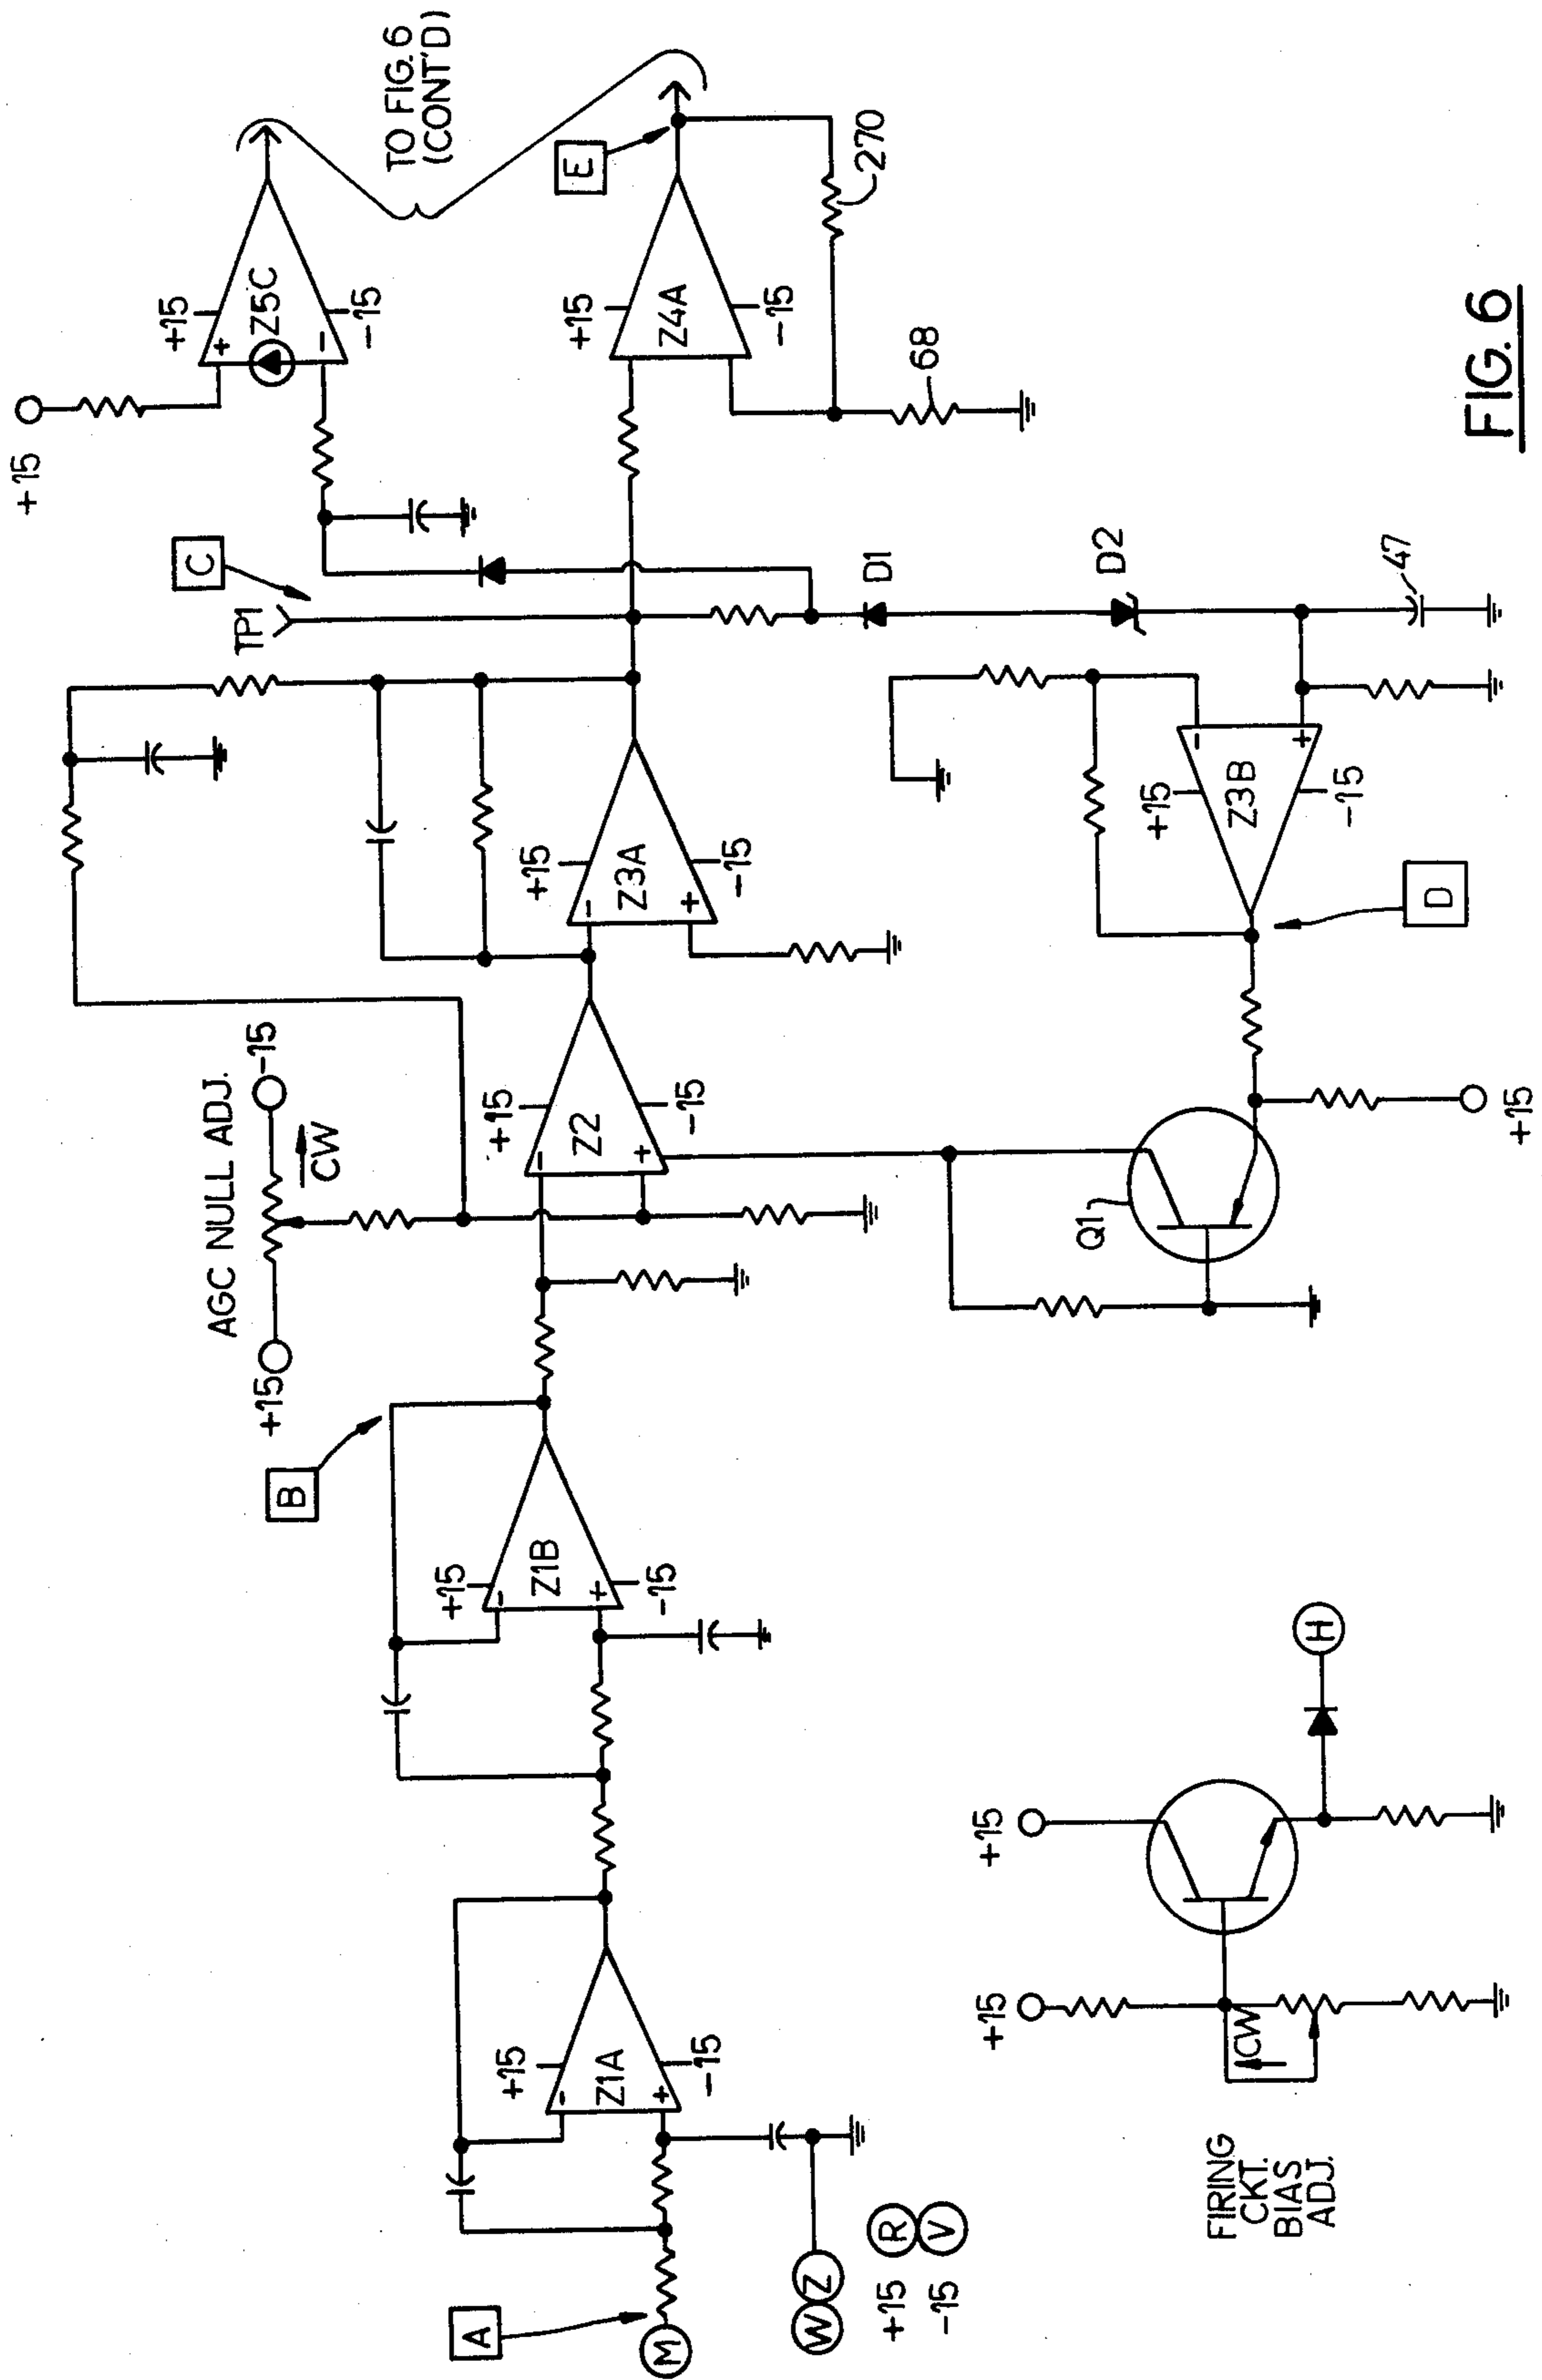 A
M
W Z
+15 R
-15 V
+15
Z1A
-
+
-15
B
+15
Z1B
-
+
-15
AGC NULL ADJ.
+15
-15
CW
+15
Z2
-
+
-15
+15
Z3A
-
+
-15
C
TP1
+15
+15
Z5C
+
-
-15
TO FIG. 6
(CONT'D)
E
+15
Z4A
-15
270
68
D1
D2
47
+15
Z3B
-
+
-15
D
Q1
+15
FIRING
CKT.
BIAS
ADJ.
+15
CW
+15
H
FIG. 6